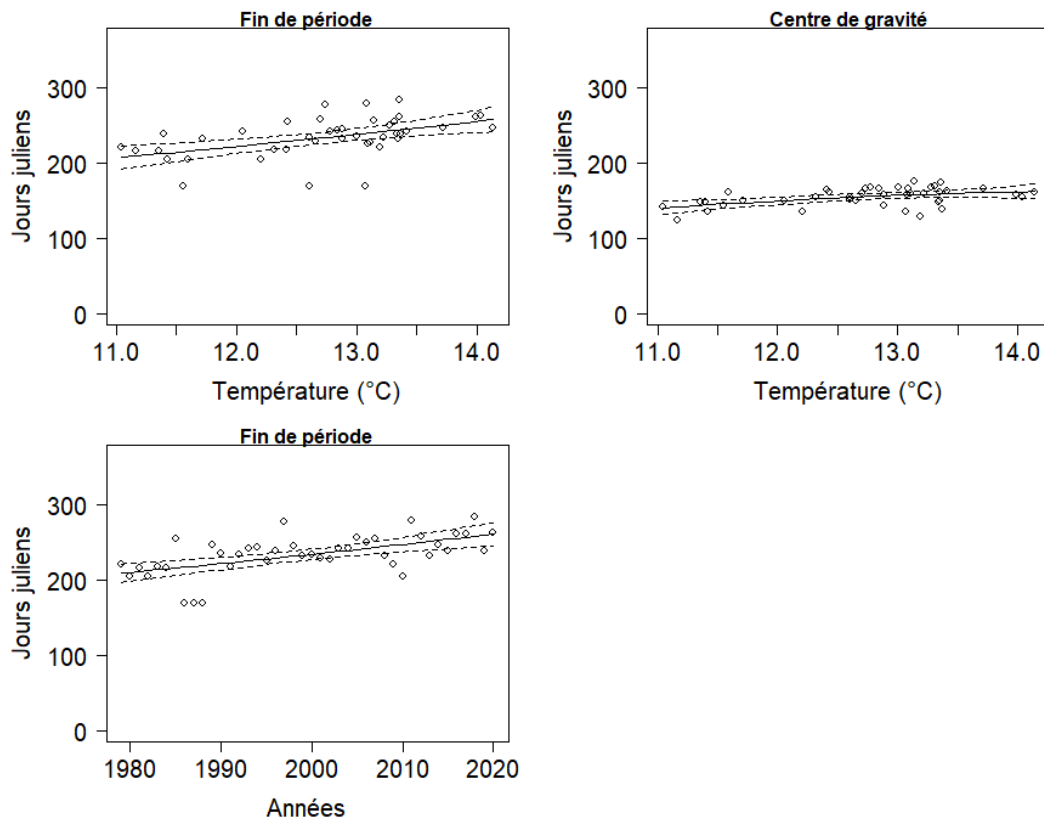 Fin de période
Jours juliens
300
200
100
0
11.0 12.0 13.0 14.0
Température (°C)
Centre de gravité
Jours juliens
300
200
100
0
11.0 12.0 13.0 14.0
Température (°C)
Fin de période
Jours juliens
300
200
100
0
1980 1990 2000 2010 2020
Années